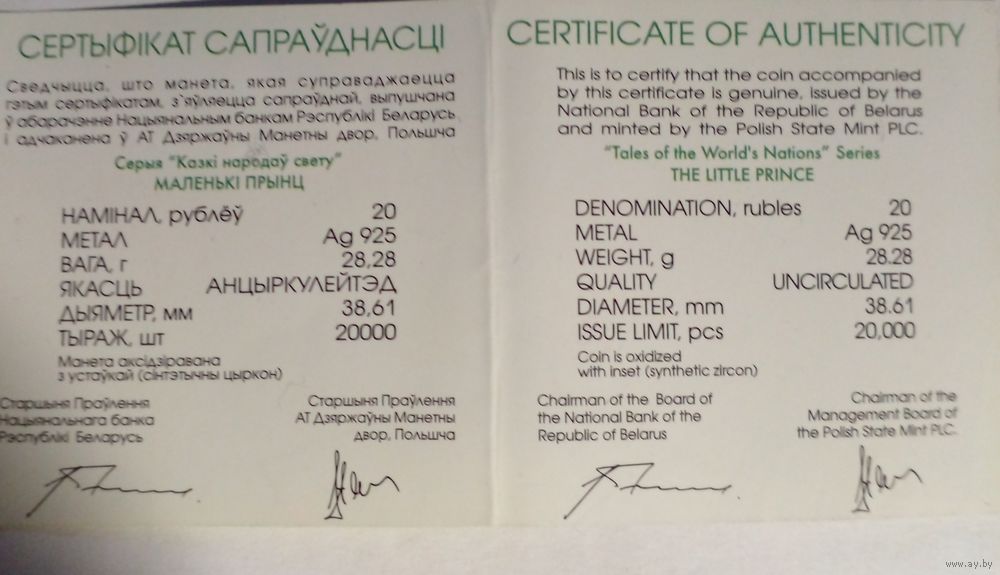 СЕРТЫФІКАТ САПРАЎДНАСЦІ
Сведчыцца, што манета, якая суправаджаецца
гэтым сертыфікатам, з'яўляецца сапраўднай, выпушчана
ў абарачэнне Нацыянальным банкам Рэспублікі Беларусь
і адчаканена ў АТ Дзяржаўны Манетны двор, Польшча
Серыя "Казкі народаў свету"
МАЛЕНЬКІ ПРЫНЦ
НАМІНАЛ, рублёў 20
МЕТАЛ Ag 925
ВАГА, г 28,28
ЯКАСЦЬ АНЦЫРКУЛЕЙТЭД
ДЫЯМЕТР, мм 38,61
ТЫРАЖ, шт 20000
Манета аксідзіравана
з устаўкай (сінтэтычны цыркон)
Старшыня Праўлення
Нацыянальнага банка
Рэспублікі Беларусь
Старшыня Праўлення
АТ Дзяржаўны Манетны
двор, Польшча
CERTIFICATE OF AUTHENTICITY
This is to certify that the coin accompanied
by this certificate is genuine, issued by the
National Bank of the Republic of Belarus
and minted by the Polish State Mint PLC.
"Tales of the World's Nations" Series
THE LITTLE PRINCE
DENOMINATION, rubles 20
METAL Ag 925
WEIGHT, g 28.28
QUALITY UNCIRCULATED
DIAMETER, mm 38.61
ISSUE LIMIT, pcs 20,000
Coin is oxidized
with inset (synthetic zircon)
Chairman of the Board of
the National Bank of the
Republic of Belarus
Chairman of the
Management Board of
the Polish State Mint PLC.
www.ay.by